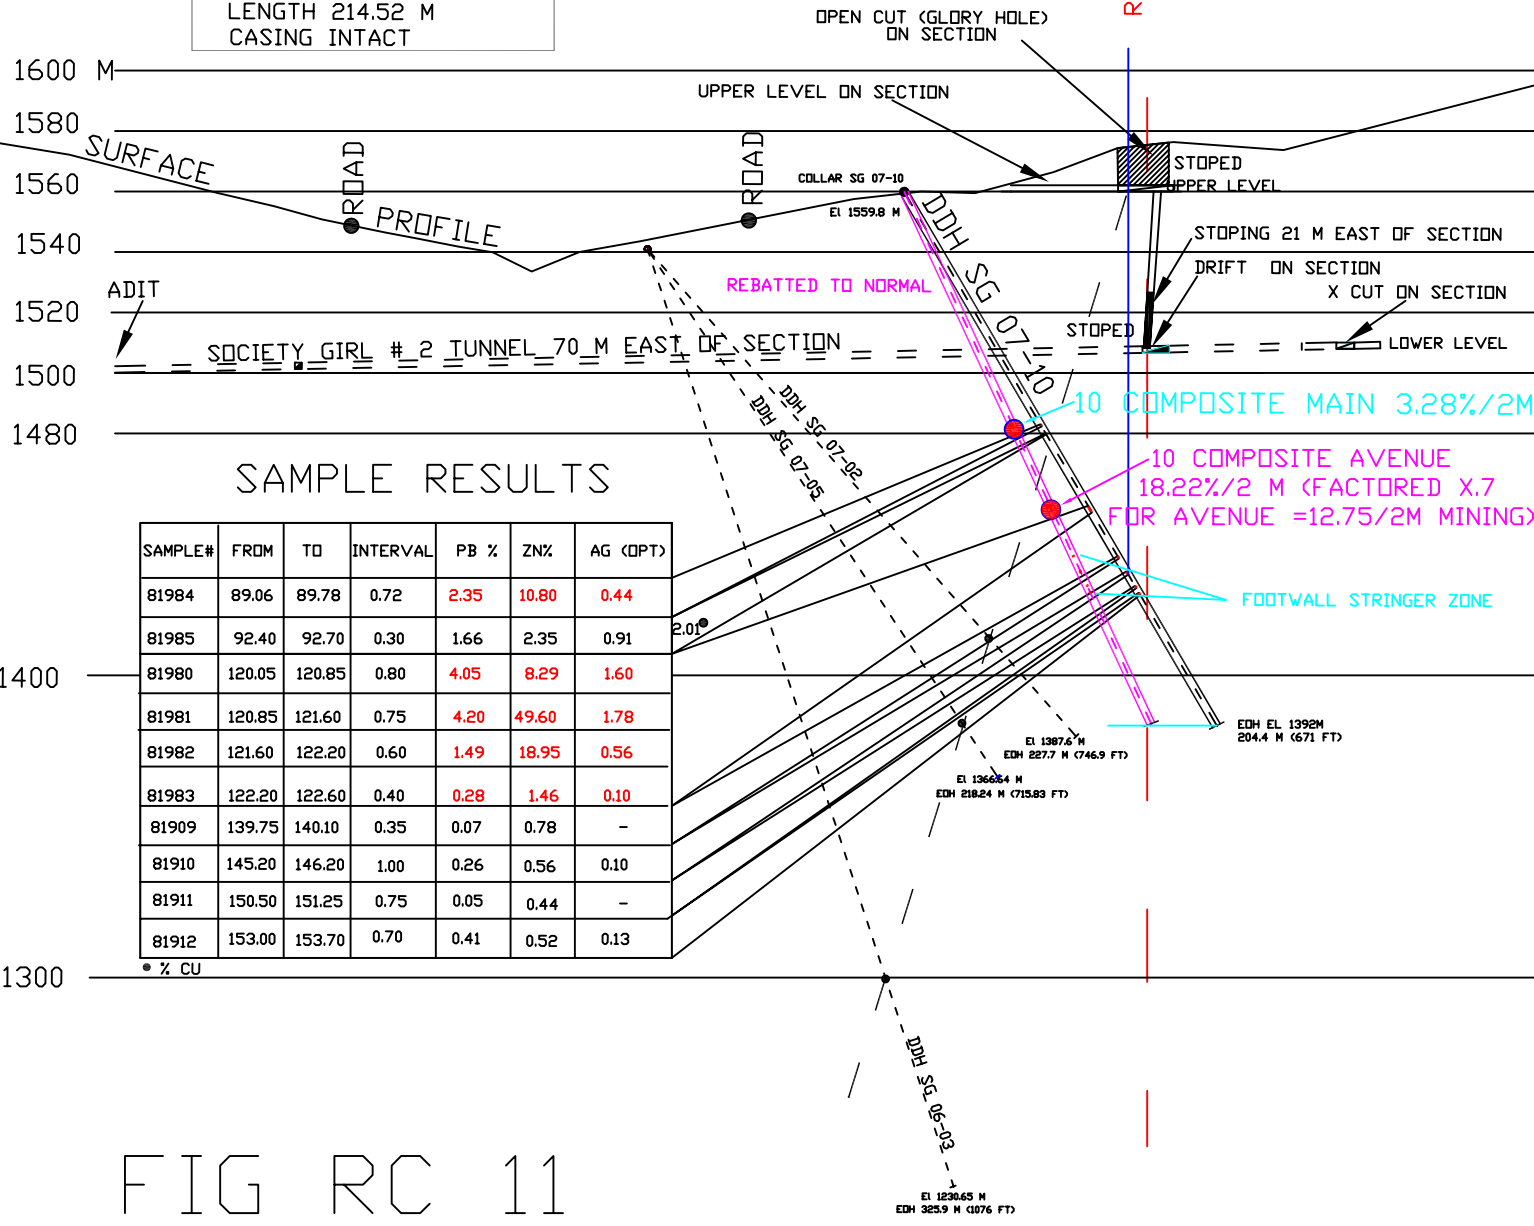 LENGTH 214.52 M
CASING INTACT
OPEN CUT (GLORY HOLE)
ON SECTION
R
1600 M
UPPER LEVEL ON SECTION
1580
SURFACE
ROAD
ROAD
STOPED
1560
COLLAR SG 07-10
UPPER LEVEL
El 1559.8 M
PROFILE
DDH SG 07-10
STOPING 21 M EAST OF SECTION
1540
DRIFT ON SECTION
REBATTED TO NORMAL
ADIT
X CUT ON SECTION
1520
STOPED
SOCIETY GIRL # 2 TUNNEL 70 M EAST OF SECTION
LOWER LEVEL
1500
DDH SG 07-02
DDH SG 07-05
10 COMPOSITE MAIN 3.28%/2M
1480
10 COMPOSITE AVENUE
18.22%/2 M (FACTORED X.7
FOR AVENUE =12.75/2M MINING)
SAMPLE RESULTS
SAMPLE# FROM TO INTERVAL PB % ZN% AG (OPT)
81984 89.06 89.78 0.72 2.35 10.80 0.44
81985 92.40 92.70 0.30 1.66 2.35 0.91
2.01
81980 120.05 120.85 0.80 4.05 8.29 1.60
81981 120.85 121.60 0.75 4.20 49.60 1.78
81982 121.60 122.20 0.60 1.49 18.95 0.56
81983 122.20 122.60 0.40 0.28 1.46 0.10
81909 139.75 140.10 0.35 0.07 0.78 -
81910 145.20 146.20 1.00 0.26 0.56 0.10
81911 150.50 151.25 0.75 0.05 0.44 -
81912 153.00 153.70 0.70 0.41 0.52 0.13
% CU
FOOTWALL STRINGER ZONE
1400
EOH EL 1392M
204.4 M (671 FT)
El 1387.6 M
EOH 227.7 M (746.9 FT)
El 1366.64 M
EOH 218.24 M (715.83 FT)
1300
DDH SG 06-03
El 1230.65 M
EOH 325.9 M (1076 FT)
FIG RC 11